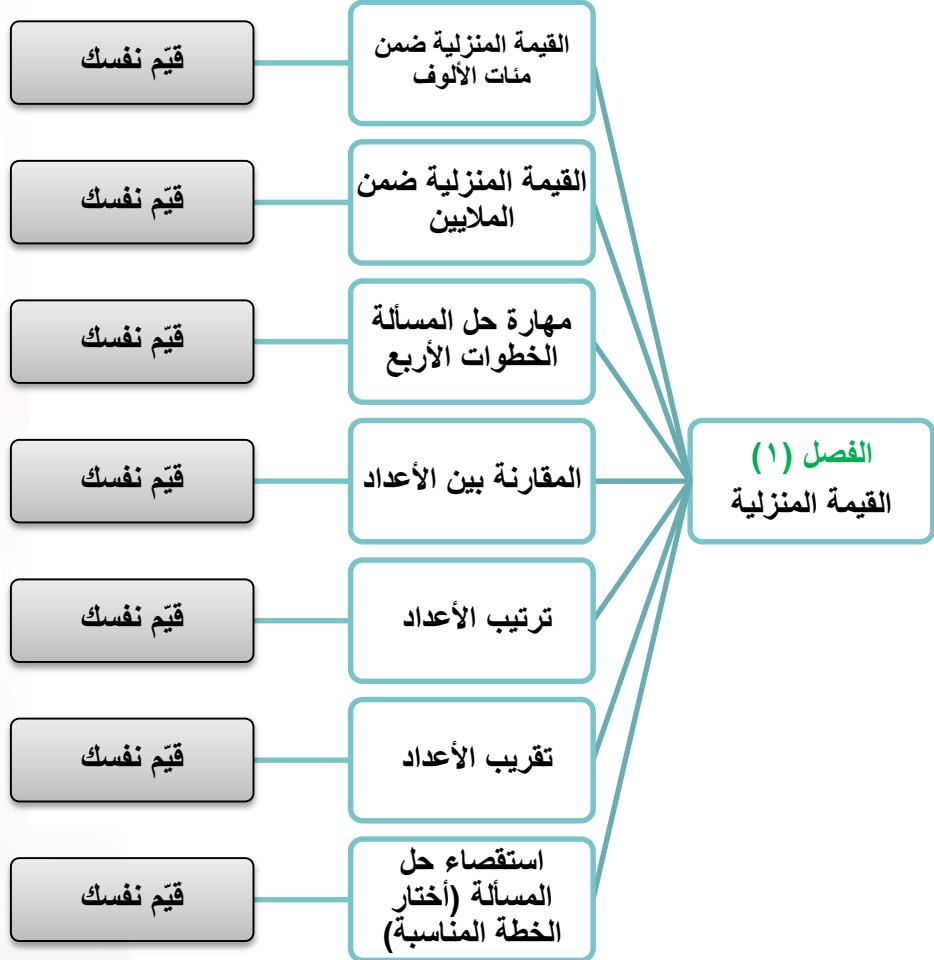 الفصل (١)
القيمة المنزلية
القيمة المنزلية ضمن
مئات الألوف
قيّم نفسك
القيمة المنزلية ضمن
الملايين
قيّم نفسك
مهارة حل المسألة
الخطوات الأربع
قيّم نفسك
المقارنة بين الأعداد
قيّم نفسك
ترتيب الأعداد
قيّم نفسك
تقريب الأعداد
قيّم نفسك
استقصاء حل
المسألة (أختار
الخطة المناسبة)
قيّم نفسك